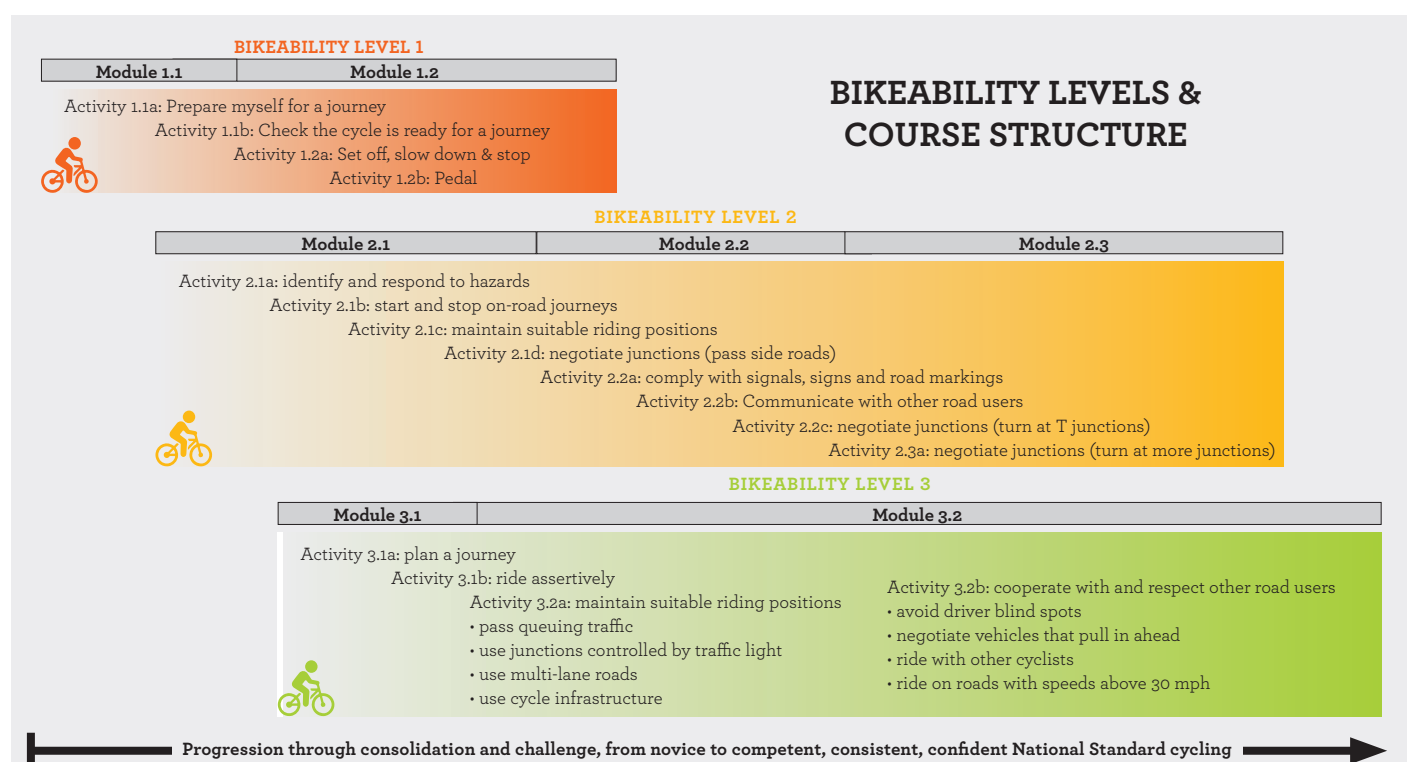 BIKEABILITY LEVELS &
COURSE STRUCTURE
BIKEABILITY LEVEL 1
Module 1.1
Module 1.2
Activity 1.1a: Prepare myself for a journey
Activity 1.1b: Check the cycle is ready for a journey
Activity 1.2a: Set off, slow down & stop
Activity 1.2b: Pedal
BIKEABILITY LEVEL 2
Module 2.1
Module 2.2
Module 2.3
Activity 2.1a: identify and respond to hazards
Activity 2.1b: start and stop on-road journeys
Activity 2.1c: maintain suitable riding positions
Activity 2.1d: negotiate junctions (pass side roads)
Activity 2.2a: comply with signals, signs and road markings
Activity 2.2b: Communicate with other road users
Activity 2.2c: negotiate junctions (turn at T junctions)
Activity 2.3a: negotiate junctions (turn at more junctions)
BIKEABILITY LEVEL 3
Module 3.1
Module 3.2
Activity 3.1a: plan a journey
Activity 3.1b: ride assertively
Activity 3.2a: maintain suitable riding positions
• pass queuing traffic
• use junctions controlled by traffic light
• use multi-lane roads
• use cycle infrastructure
Activity 3.2b: cooperate with and respect other road users
• avoid driver blind spots
• negotiate vehicles that pull in ahead
• ride with other cyclists
• ride on roads with speeds above 30 mph
Progression through consolidation and challenge, from novice to competent, consistent, confident National Standard cycling